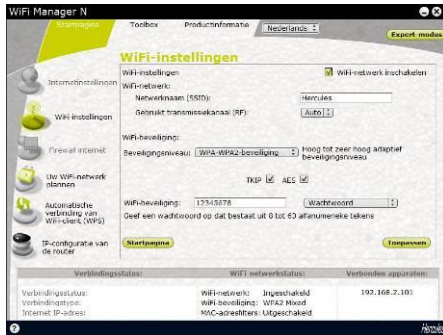 WiFi Manager N
Startpagina Toolbox Productinformatie Nederlands
Expert modus
WiFi-instellingen
WiFi-instellingen WiFi-netwerk inschakelen
WiFi-netwerk:
Netwerknaam (SSID): Hercules
Gebruikt transmissiekanaal (RF): Auto
WiFi-beveiliging:
Beveiligingsniveau: WPA-WPA2-beveiliging Hoog tot zeer hoog adaptief beveiligingsniveau
TKIP AES
WiFi-beveiliging: 12345678 Wachtwoord
Geef een wachtwoord op dat bestaat uit 8 tot 63 alfanumeneke tekens
Startpagina Toepassen
Internetinstellingen
WiFi-instellingen
Firewall internet
Uw WiFi-netwerk
plannen
Automatische
verbinding van
WiFi-client (WPS)
IP-configuratie van
de router
Verbindingsstatus: WiFi netwerkstatus: Verbonden apparaten:
Verbindingsstatus: WiFi-netwerk: Ingeschakeld 192.168.2.101
Verbindingstype: WiFi-beveiliging: WPA2 Mixed
Internet IP-adres: MAC-adresfilters: Uitgeschakeld
Hercules